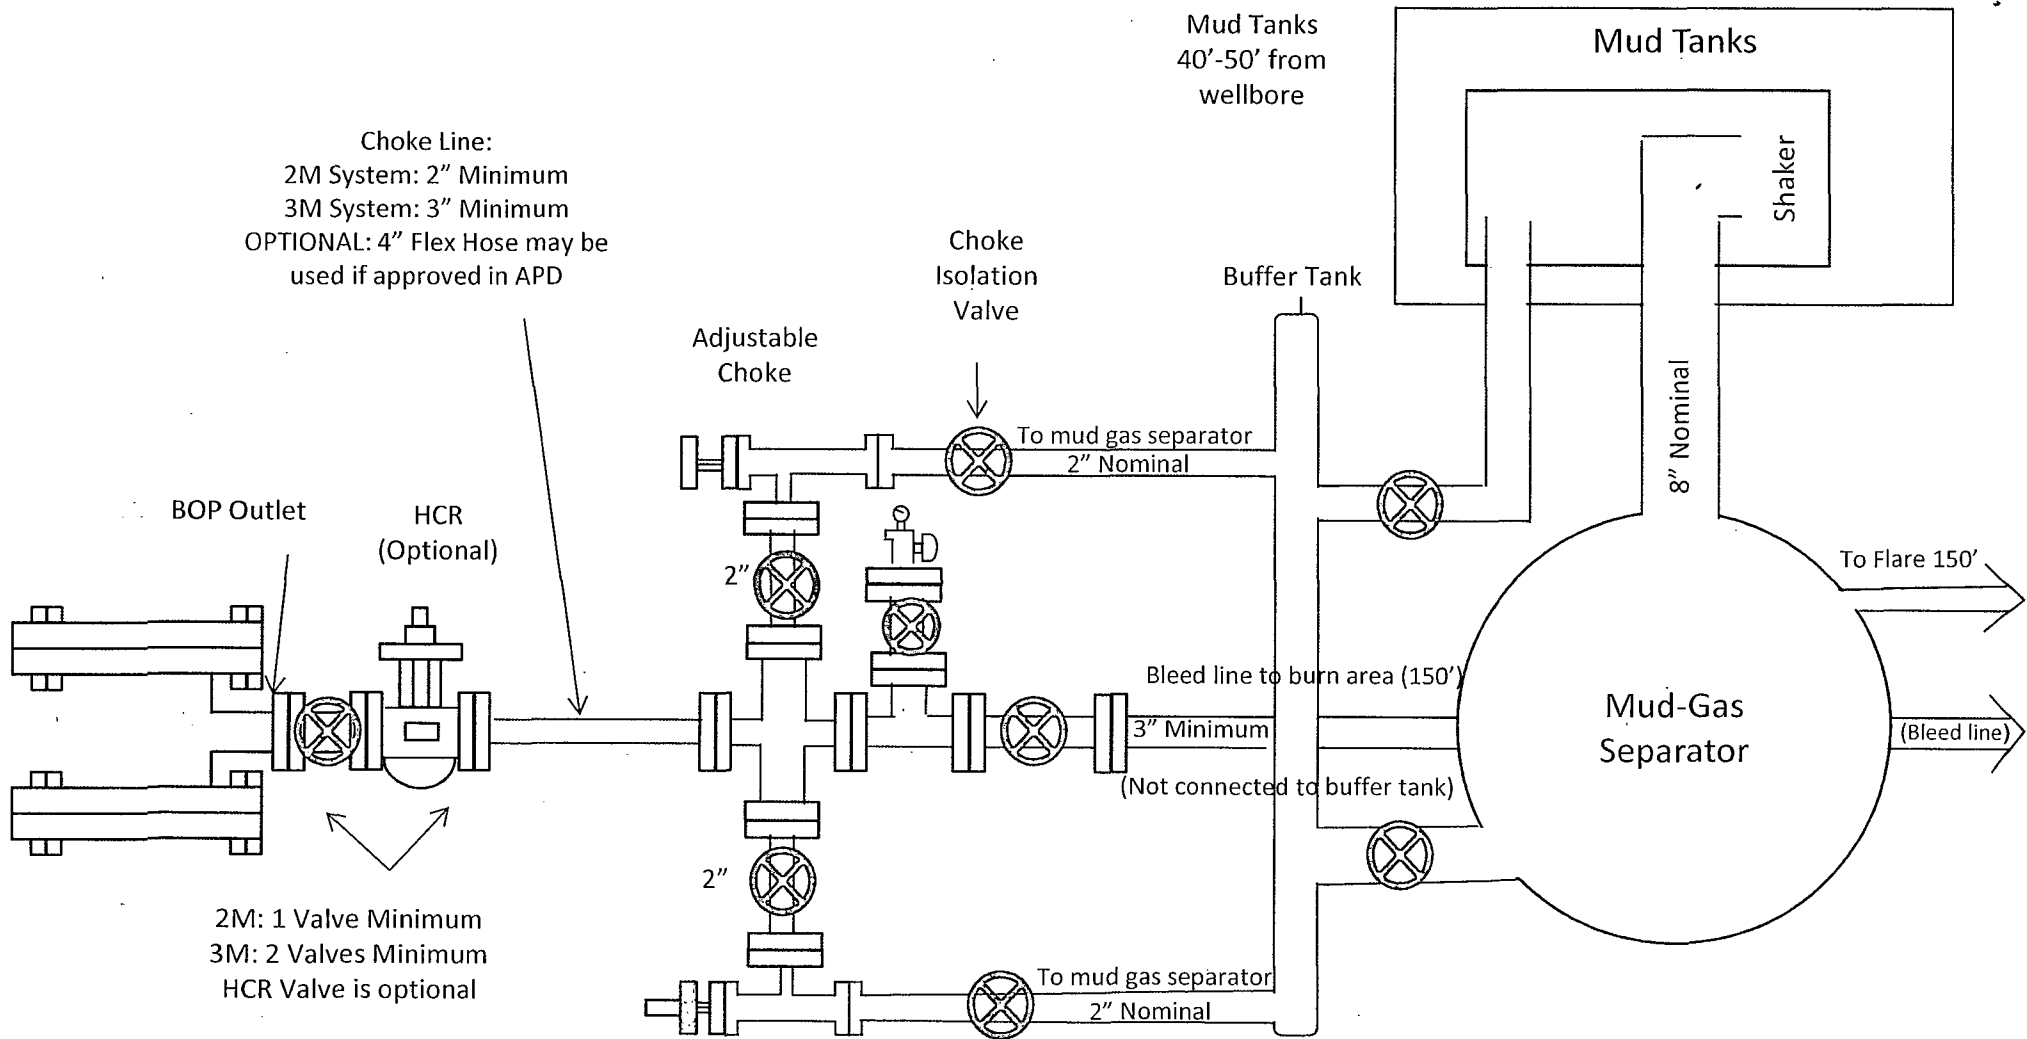 Mud Tanks
40’-50’ from
wellbore
Mud Tanks
Shaker
Choke Line:
2M System: 2” Minimum
3M System: 3” Minimum
OPTIONAL: 4” Flex Hose may be
used if approved in APD
Choke
Isolation
Valve
Buffer Tank
Adjustable
Choke
8” Nominal
To mud gas separator
2” Nominal
BOP Outlet
HCR
(Optional)
2”
To Flare 150’
Bleed line to burn area (150’)
3” Minimum
(Not connected to buffer tank)
Mud-Gas
Separator
(Bleed line)
2”
2M: 1 Valve Minimum
3M: 2 Valves Minimum
HCR Valve is optional
To mud gas separator
2” Nominal